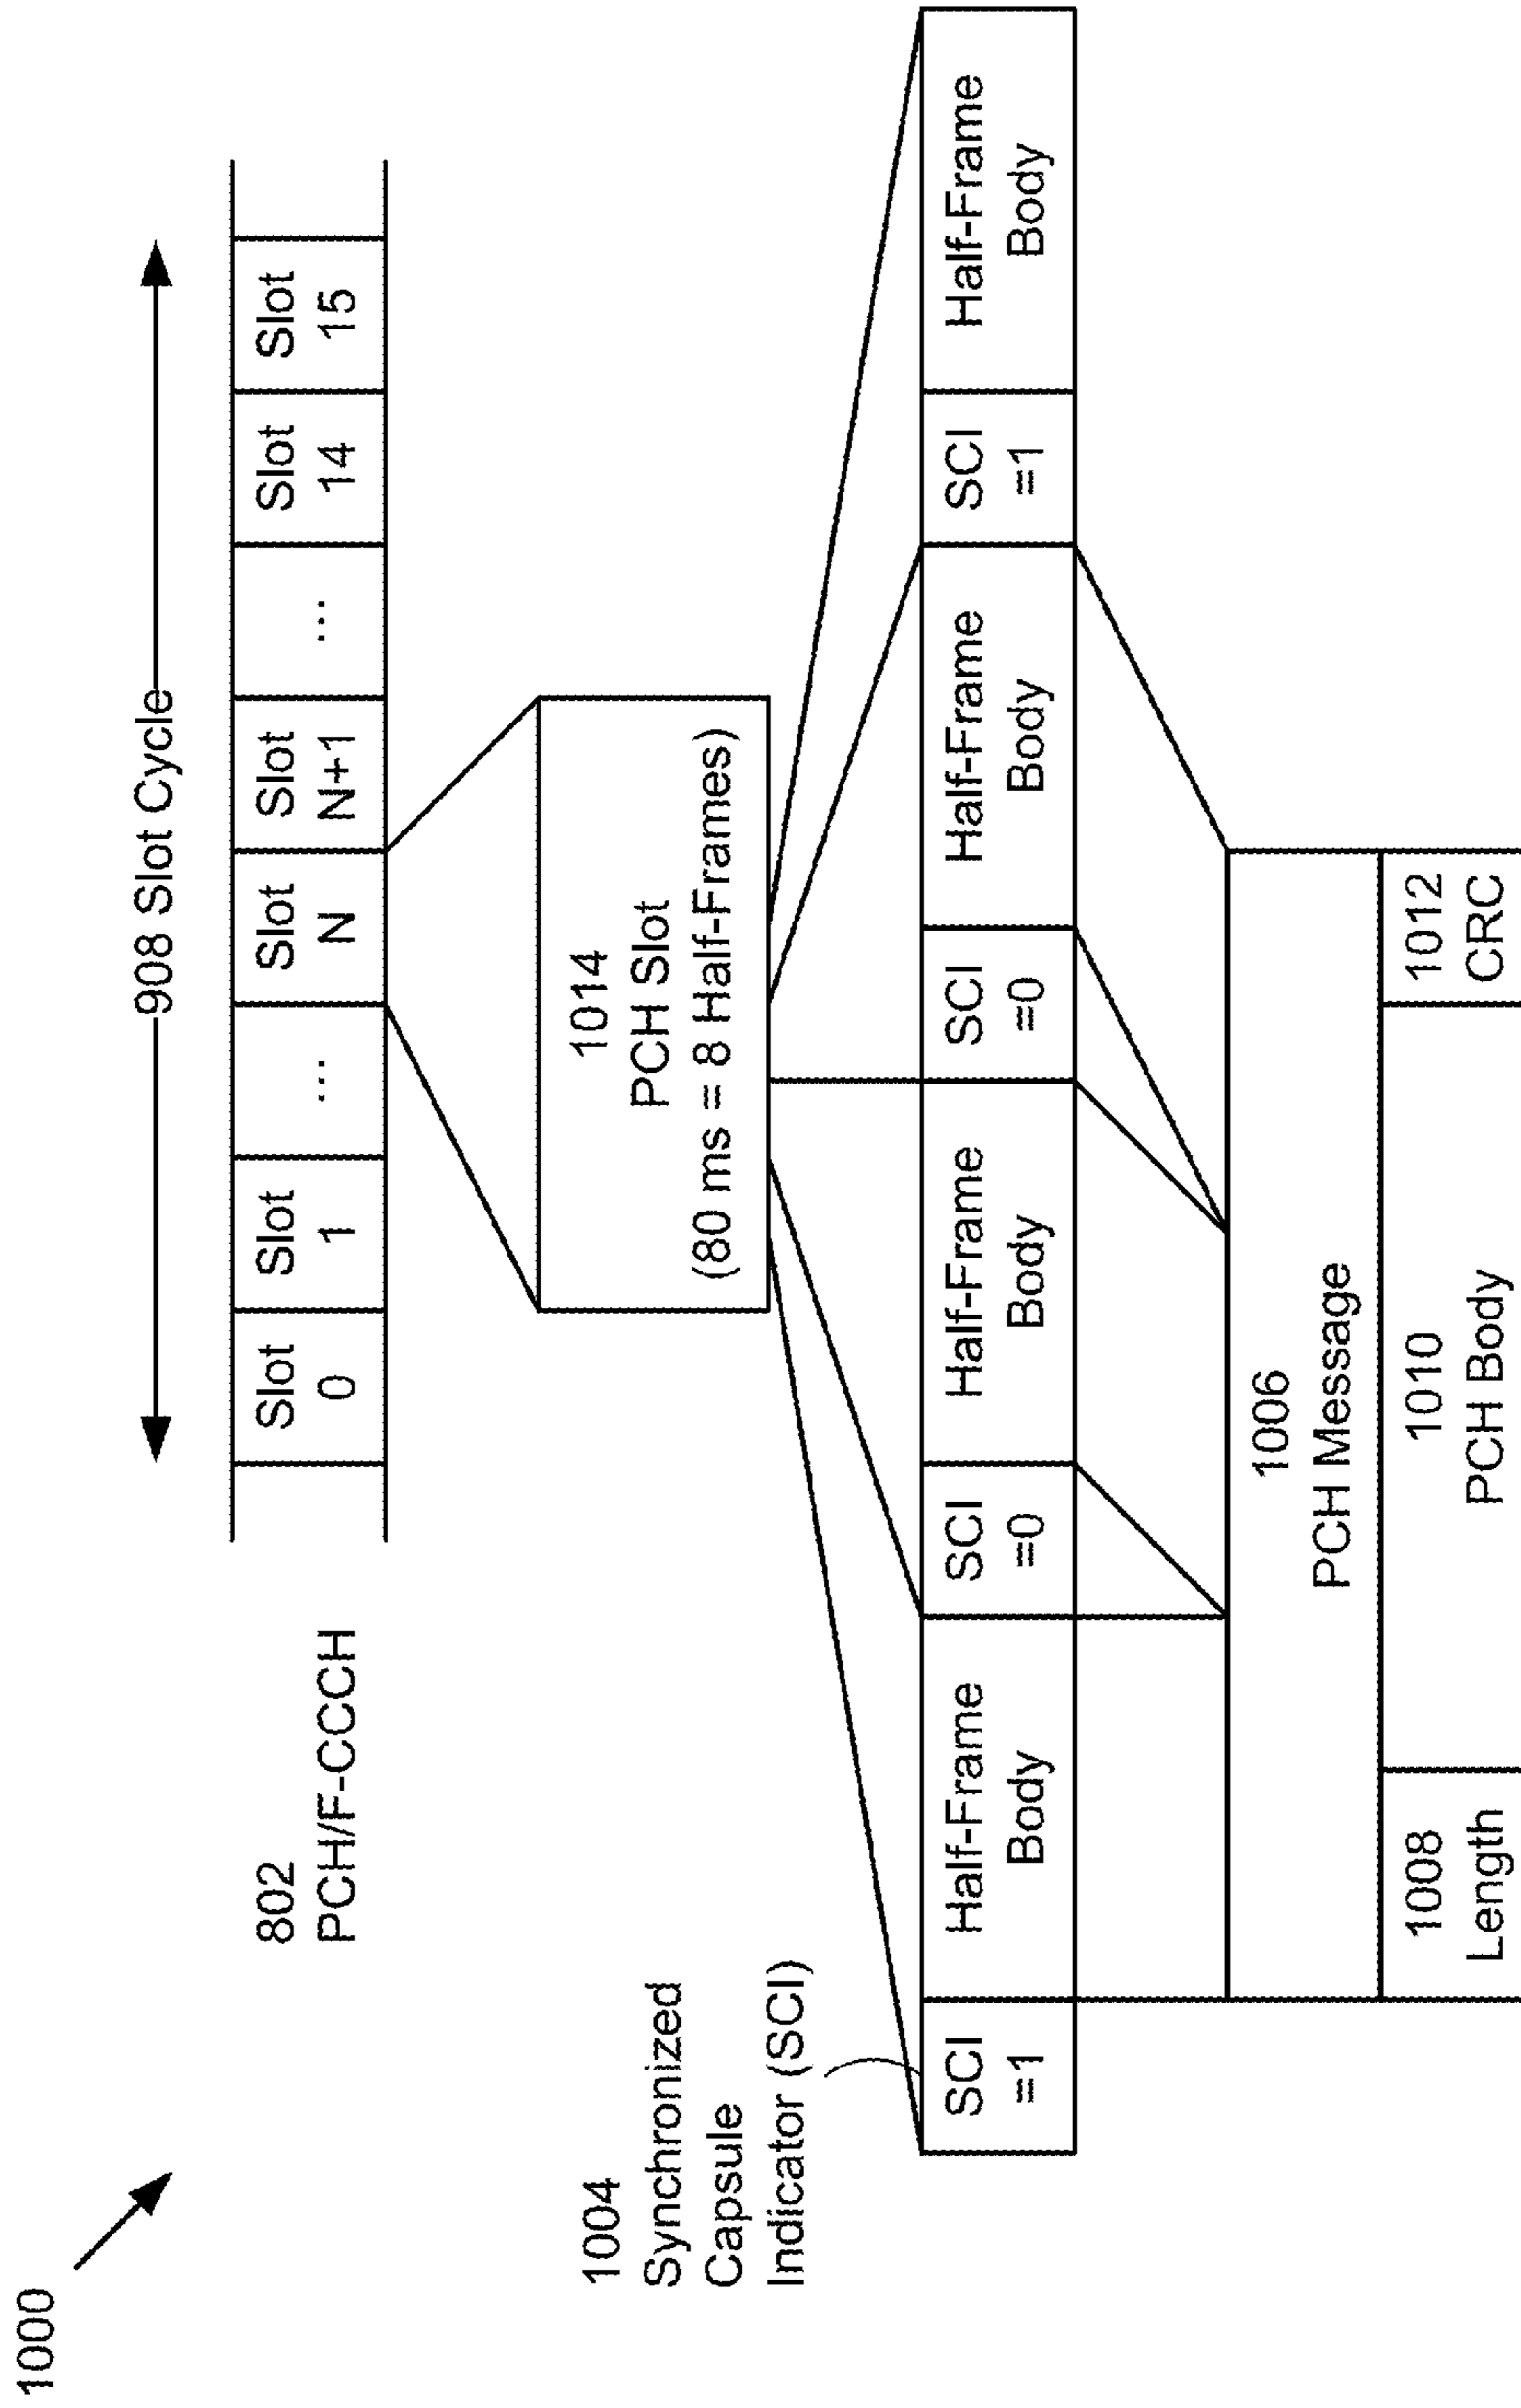 1000
908 Slot Cycle
802
PCH/F-CCCH
Slot
0
Slot
1
...
Slot
N
Slot
N+1
...
Slot
14
Slot
15
1014
PCH Slot
(80 ms = 8 Half-Frames)
1004
Synchronized
Capsule
Indicator (SCI)
SCI
=1
Half-Frame
Body
SCI
=0
Half-Frame
Body
SCI
=0
Half-Frame
Body
SCI
=1
Half-Frame
Body
1006
PCH Message
1008
Length
1010
PCH Body
1012
CRC